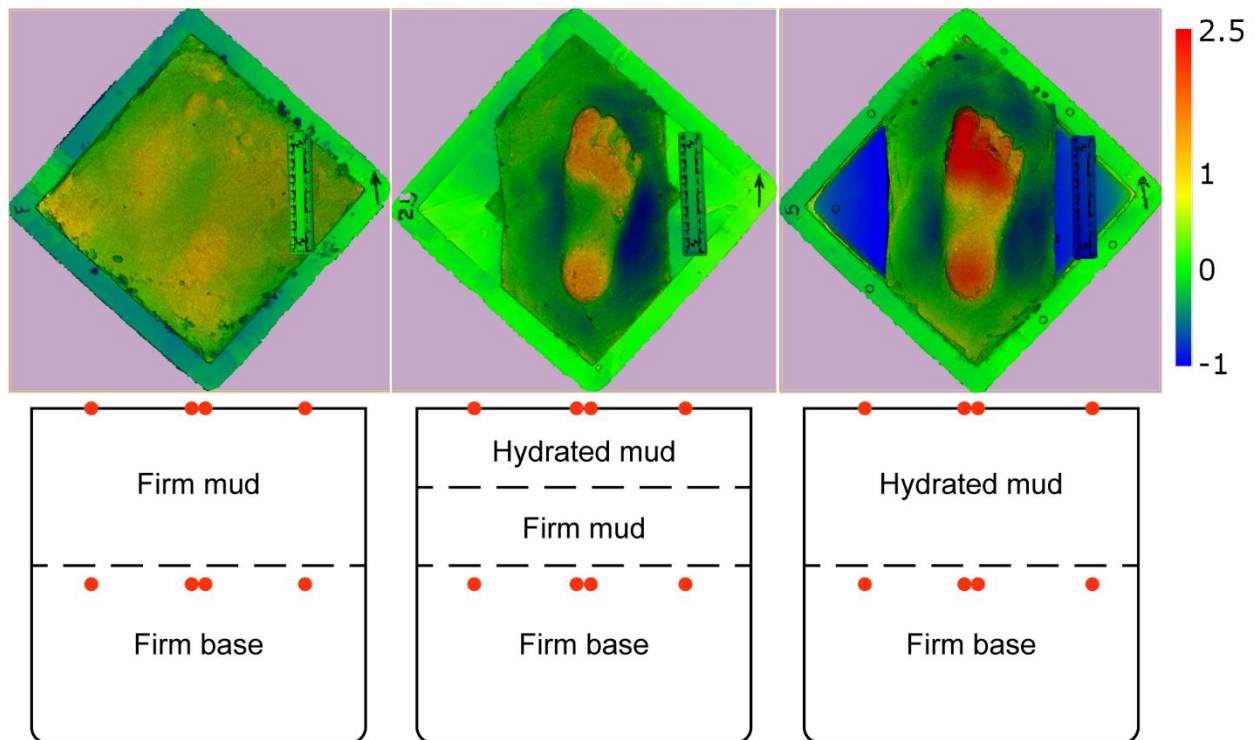 2.5
1
0
-1
F
5
Firm mud
Firm base
Hydrated mud
Firm mud
Firm base
Hydrated mud
Firm base